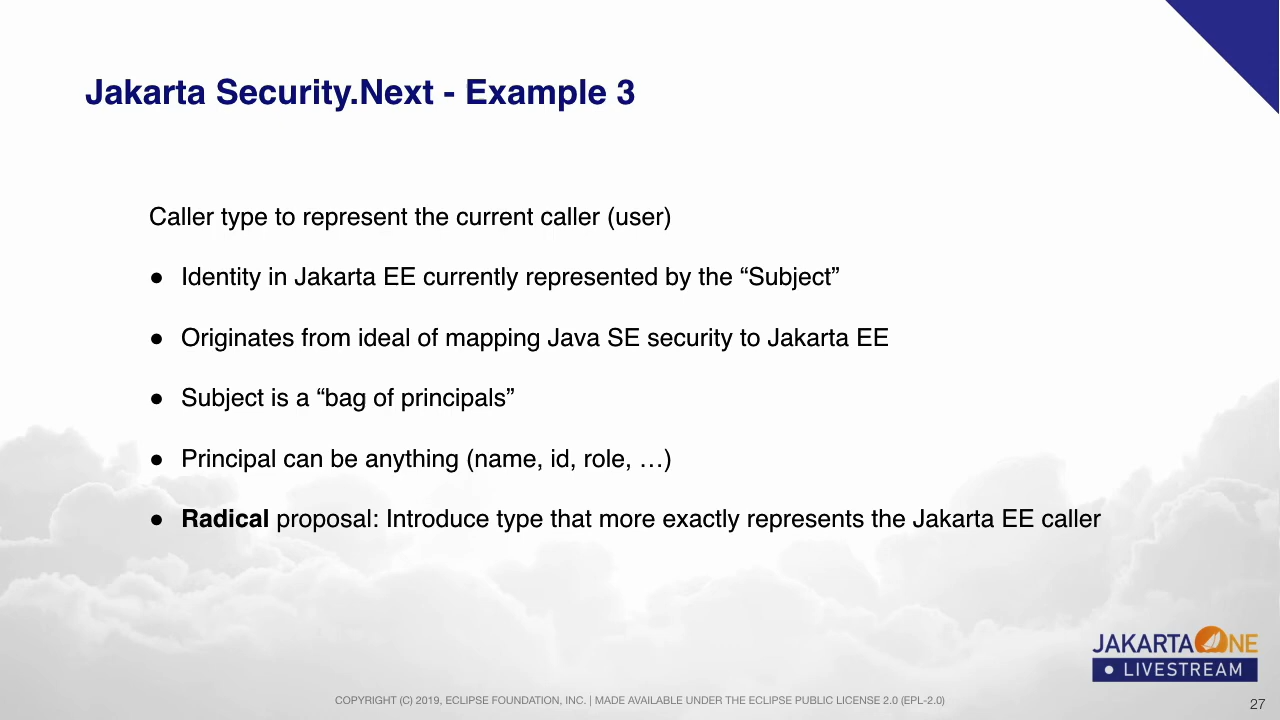 Jakarta Security.Next - Example 3
Caller type to represent the current caller (user)
● Identity in Jakarta EE currently represented by the “Subject”
● Originates from ideal of mapping Java SE security to Jakarta EE
● Subject is a “bag of principals”
● Principal can be anything (name, id, role, …)
● Radical proposal: Introduce type that more exactly represents the Jakarta EE caller
JAKARTA ONE
LIVESTREAM
COPYRIGHT (C) 2019, ECLIPSE FOUNDATION, INC. | MADE AVAILABLE UNDER THE ECLIPSE PUBLIC LICENSE 2.0 (EPL-2.0)
27